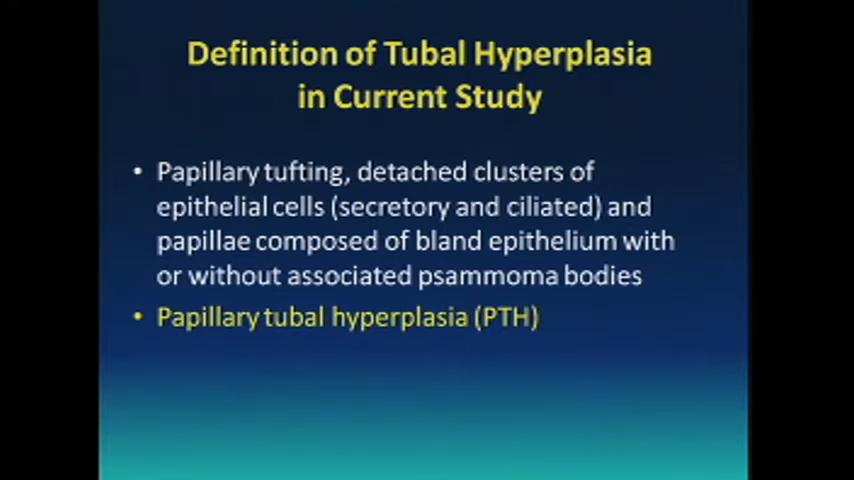 Definition of Tubal Hyperplasia
in Current Study
• Papillary tufting, detached clusters of
epithelial cells (secretory and ciliated) and
papillae composed of bland epithelium with
or without associated psammoma bodies
• Papillary tubal hyperplasia (PTH)